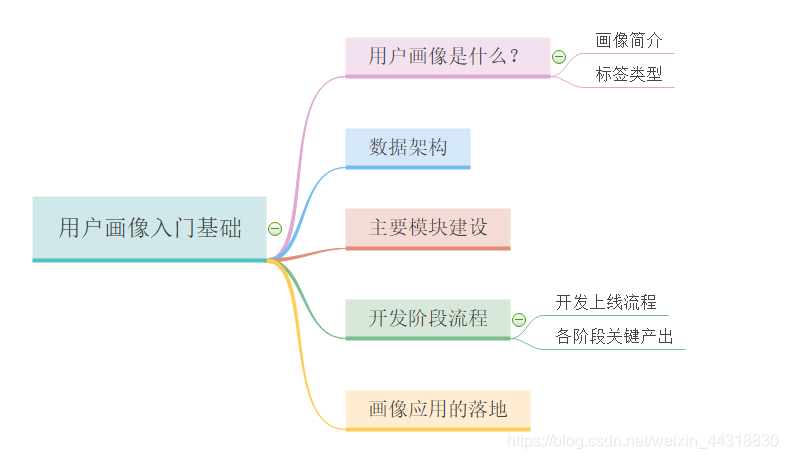 用户画像是什么？
画像简介
标签类型
数据架构
用户画像入门基础
主要模块建设
开发阶段流程
开发上线流程
各阶段关键产出
画像应用的落地
https://blog.csdn.net/weixin_44318830